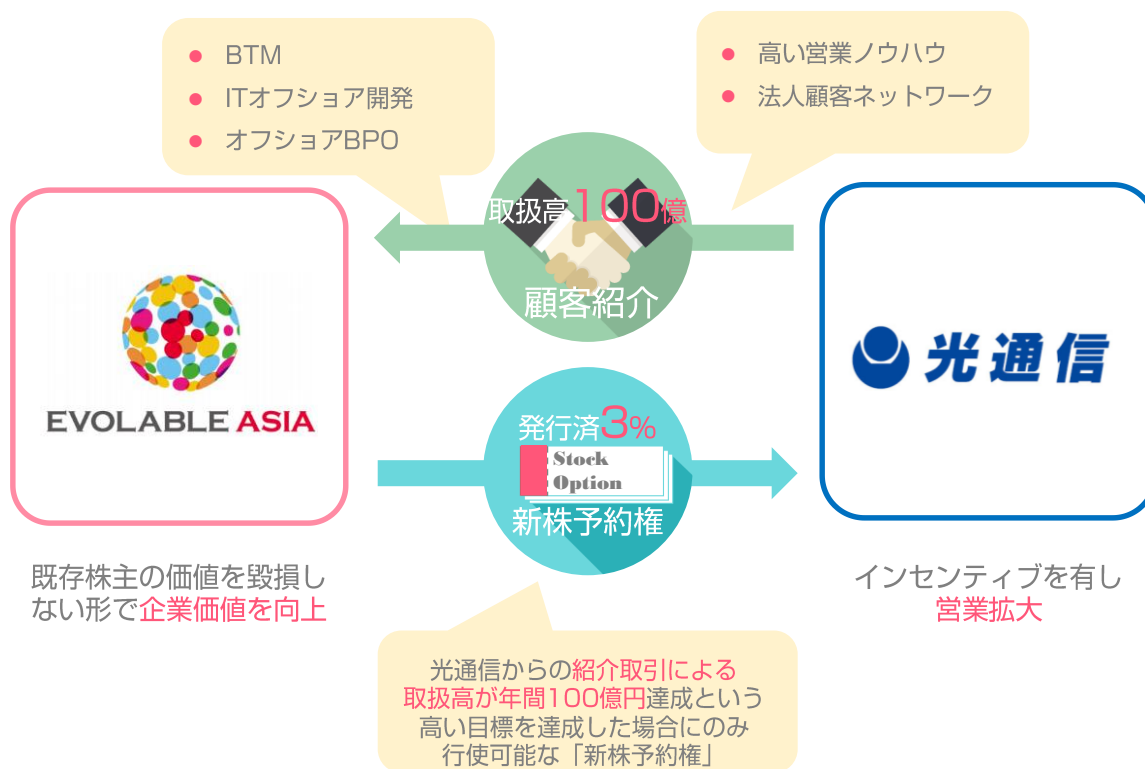 BTM
ITオフショア開発
オフショアBPO
高い営業ノウハウ
法人顧客ネットワーク
取扱高100億
顧客紹介
EVOLABLE ASIA
光通信
発行済3%
Stock
Option
新株予約権
既存株主の価値を毀損し
ない形で企業価値を向上
インセンティブを有し
営業拡大
光通信からの紹介取引による
取扱高が年間100億円達成という
高い目標を達成した場合にのみ
行使可能な「新株予約権」